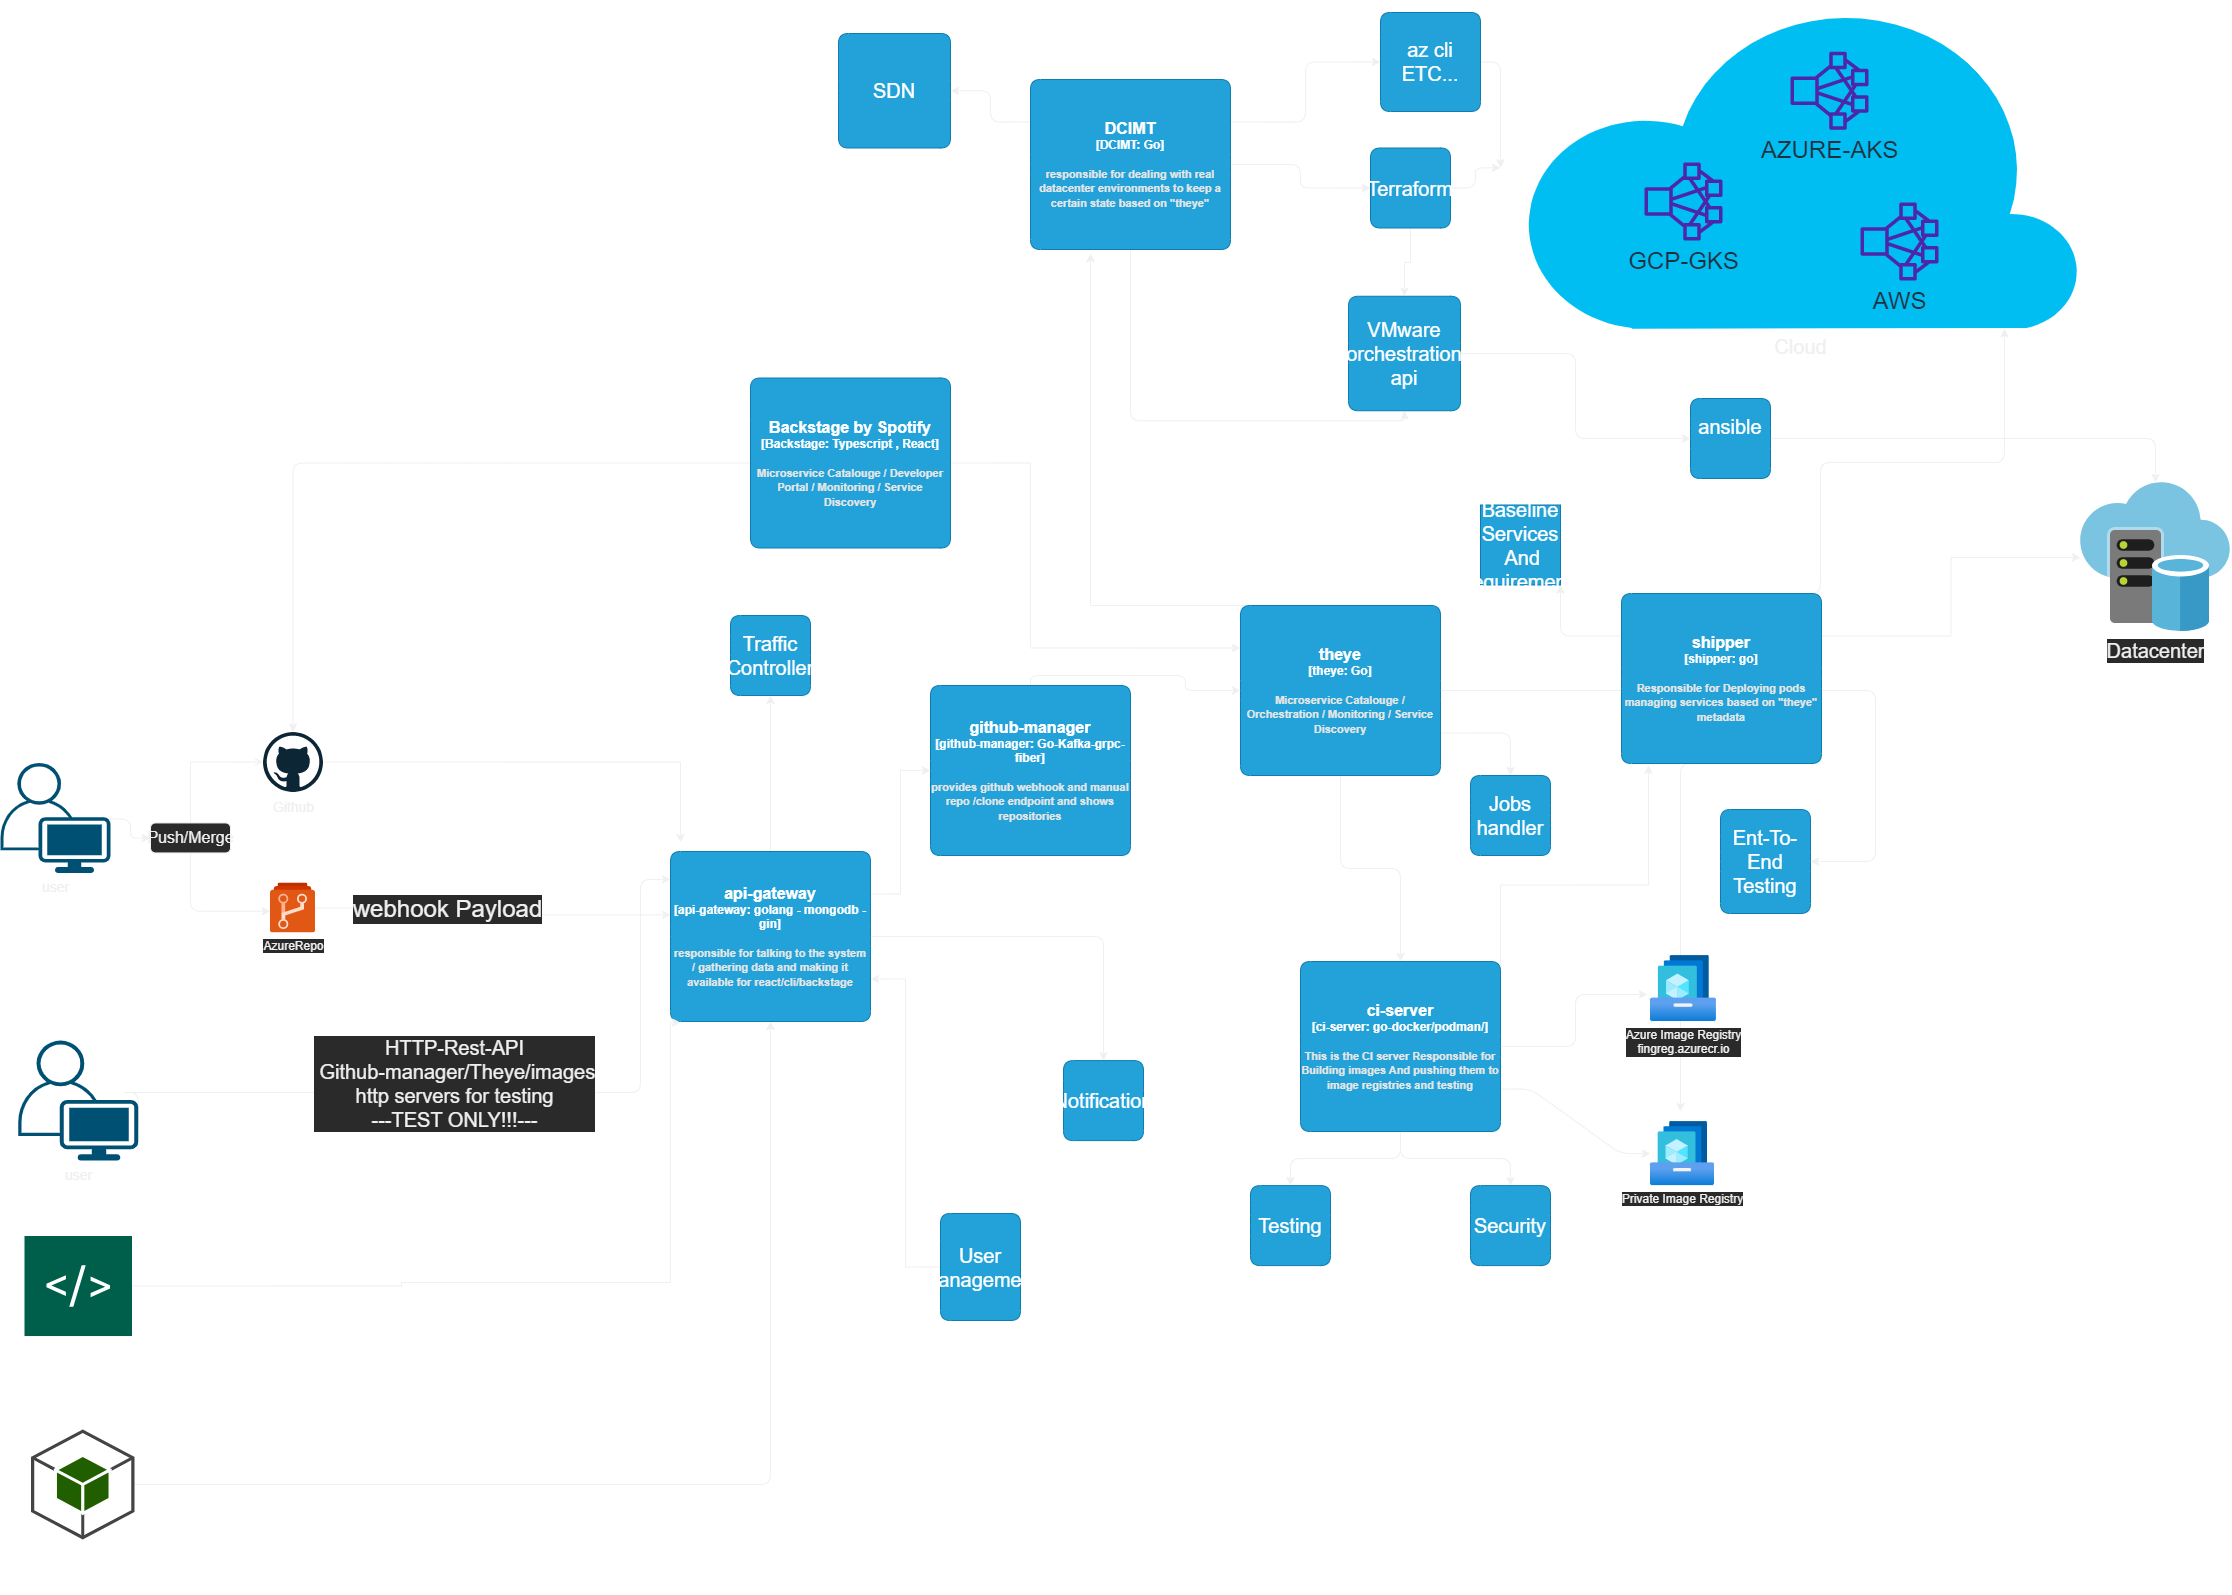 SDN
az cli
ETC...
DCIMT
[DCIMT: Go]
responsible for dealing with real
datacenter environments to keep a
certain state based on "theye"
Terraform
AZURE-AKS
GCP-GKS
AWS
Cloud
VMware
orchestration
api
ansible
Backstage by Spotify
[Backstage: Typescript , React]
Microservice Catalouge / Developer
Portal / Monitoring / Service
Discovery
Baseline
Services
And
equiremen
Datacenter
Traffic
Controller
theye
[theye: Go]
Microservice Catalouge /
Orchestration / Monitoring / Service
Discovery
shipper
[shipper: go]
Responsible for Deploying pods
managing services based on "theye"
metadata
github-manager
[github-manager: Go-Kafka-grpc-
fiber]
provides github webhook and manual
repo /clone endpoint and shows
repositories
Github
Push/Merge
user
Jobs
handler
Ent-To-
End
Testing
AzureRepo
webhook Payload
api-gateway
[api-gateway: golang - mongodb -
gin]
responsible for talking to the system
/ gathering data and making it
available for react/cli/backstage
ci-server
[ci-server: go-docker/podman/]
This is the CI server Responsible for
Building images And pushing them to
image registries and testing
Azure Image Registry
fingreg.azurecr.io
HTTP-Rest-API
Github-manager/Theye/images
http servers for testing
---TEST ONLY!!!---
user
Notification
Private Image Registry
Testing
Security
User
anageme